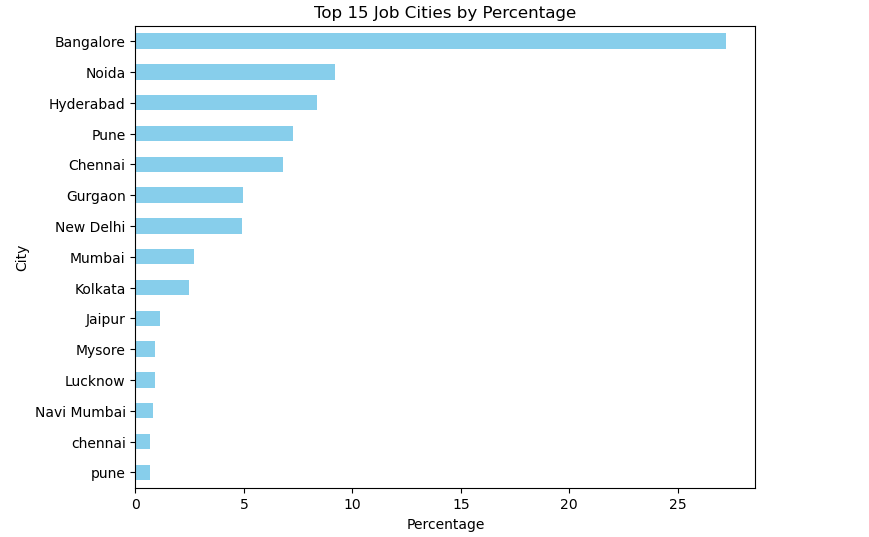 Top 15 Job Cities by Percentage
Bangalore
Noida
Hyderabad
Pune
Chennai
Gurgaon
New Delhi
Mumbai
Kolkata
Jaipur
Mysore
Lucknow
Navi Mumbai
chennai
pune
City
0 5 10 15 20 25
Percentage